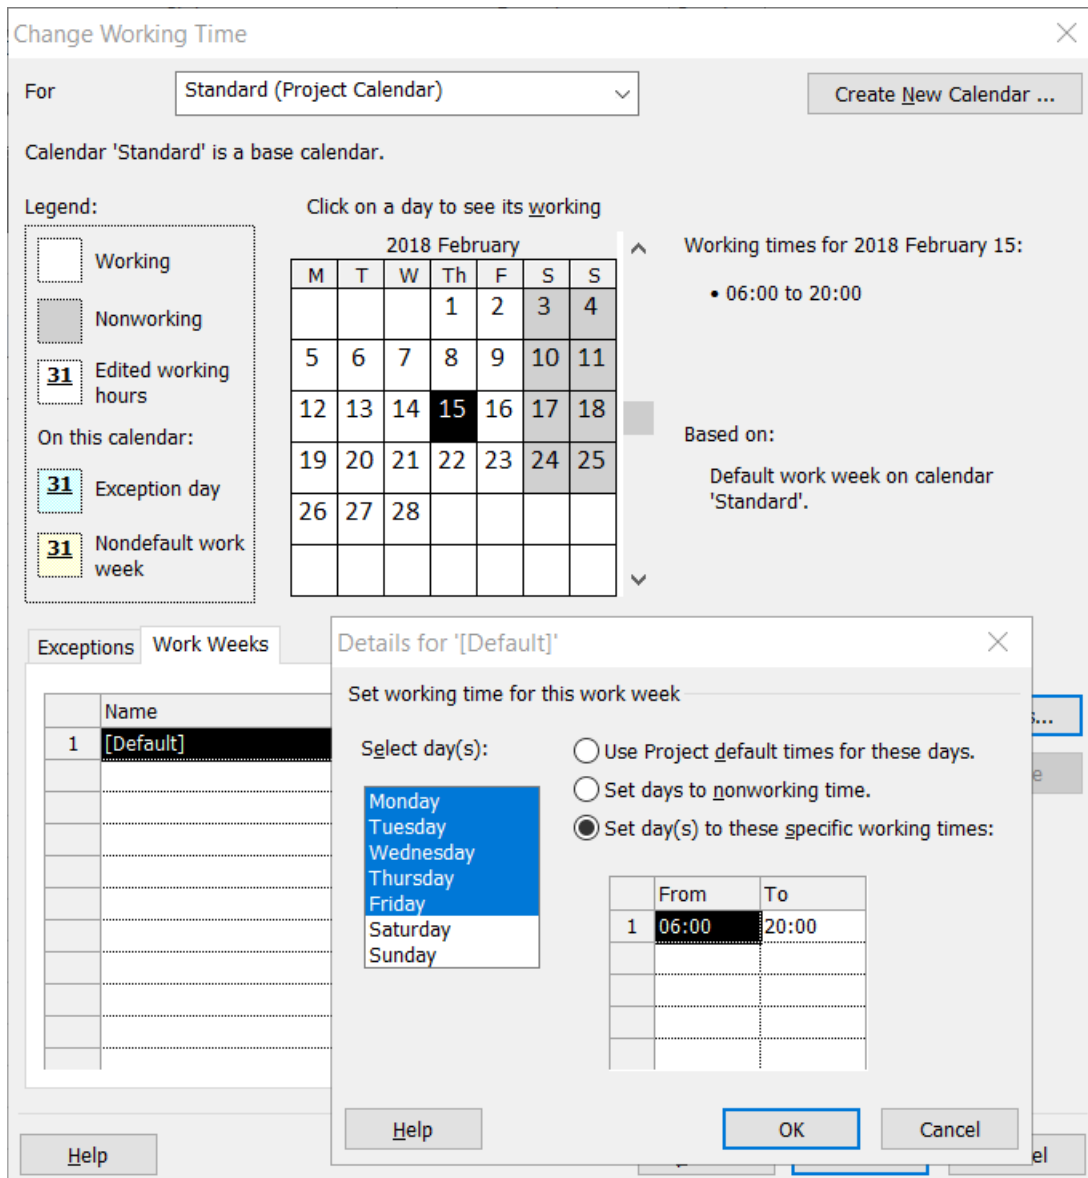 Change Working Time
For
Standard (Project Calendar)
Create New Calendar ...
Calendar 'Standard' is a base calendar.
Legend:
Working
Nonworking
31
Edited working
hours
On this calendar:
31
Exception day
31
Nondefault work
week
Click on a day to see its working
2018 February
M T W Th F S S
1 2 3 4
5 6 7 8 9 10 11
12 13 14 15 16 17 18
19 20 21 22 23 24 25
26 27 28
Working times for 2018 February 15:
• 06:00 to 20:00
Based on:
Default work week on calendar
'Standard'.
Exceptions
Work Weeks
Name
1 [Default]
Details for '[Default]'
Set working time for this work week
Select day(s):
Monday
Tuesday
Wednesday
Thursday
Friday
Saturday
Sunday
Use Project default times for these days.
Set days to nonworking time.
Set day(s) to these specific working times:
From To
1 06:00 20:00
Help
OK
Cancel
Help